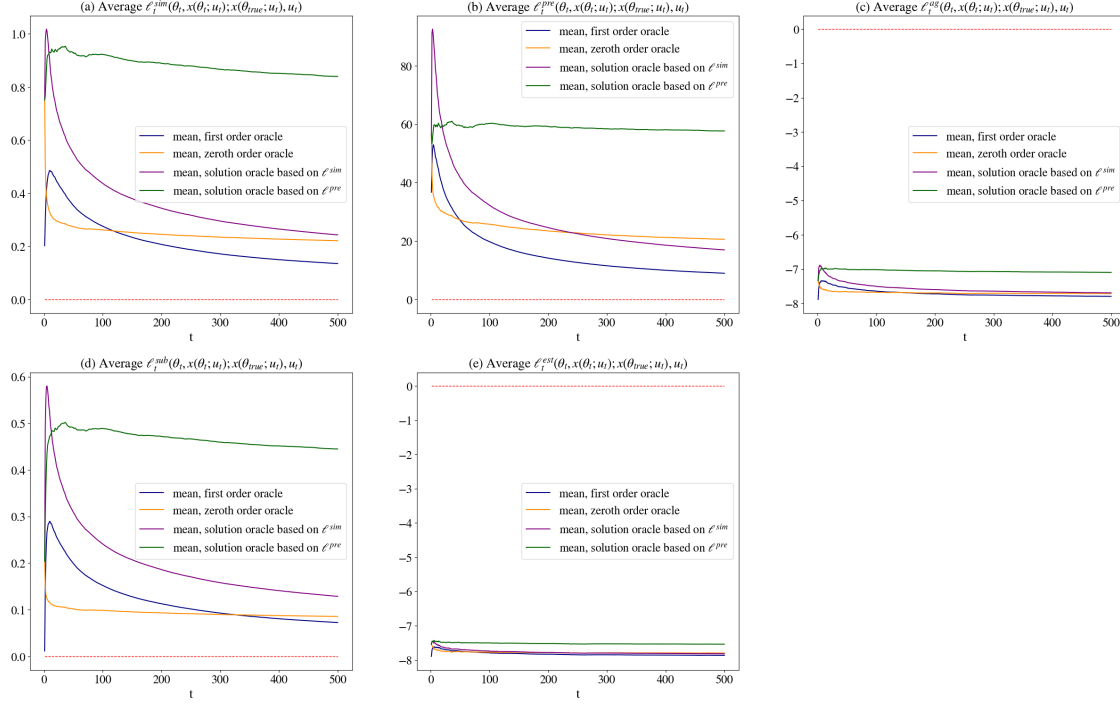 (a) Average ℓ_t^{sim}(θ_t, x(θ_t; u_t); x(θ_{true}; u_t), u_t)
1.0
0.8
0.6
0.4
0.2
0.0
mean, first order oracle
mean, zeroth order oracle
mean, solution oracle based on ℓ^{sim}
mean, solution oracle based on ℓ^{pre}
0 100 200 300 400 500
t
(b) Average ℓ_t^{pre}(θ_t, x(θ_t; u_t); x(θ_{true}; u_t), u_t)
80
60
40
20
0
mean, first order oracle
mean, zeroth order oracle
mean, solution oracle based on ℓ^{sim}
mean, solution oracle based on ℓ^{pre}
0 100 200 300 400 500
t
(c) Average ℓ_t^{ag}(θ_t, x(θ_t; u_t); x(θ_{true}; u_t), u_t)
0
−1
−2
−3
−4
−5
−6
−7
−8
mean, first order oracle
mean, zeroth order oracle
mean, solution oracle based on ℓ^{sim}
mean, solution oracle based on ℓ^{pre}
0 100 200 300 400 500
t
(d) Average ℓ_t^{sub}(θ_t, x(θ_t; u_t); x(θ_{true}; u_t), u_t)
0.6
0.5
0.4
0.3
0.2
0.1
0.0
mean, first order oracle
mean, zeroth order oracle
mean, solution oracle based on ℓ^{sim}
mean, solution oracle based on ℓ^{pre}
0 100 200 300 400 500
t
(e) Average ℓ_t^{est}(θ_t, x(θ_t; u_t); x(θ_{true}; u_t), u_t)
0
−1
−2
−3
−4
−5
−6
−7
−8
mean, first order oracle
mean, zeroth order oracle
mean, solution oracle based on ℓ^{sim}
mean, solution oracle based on ℓ^{pre}
0 100 200 300 400 500
t